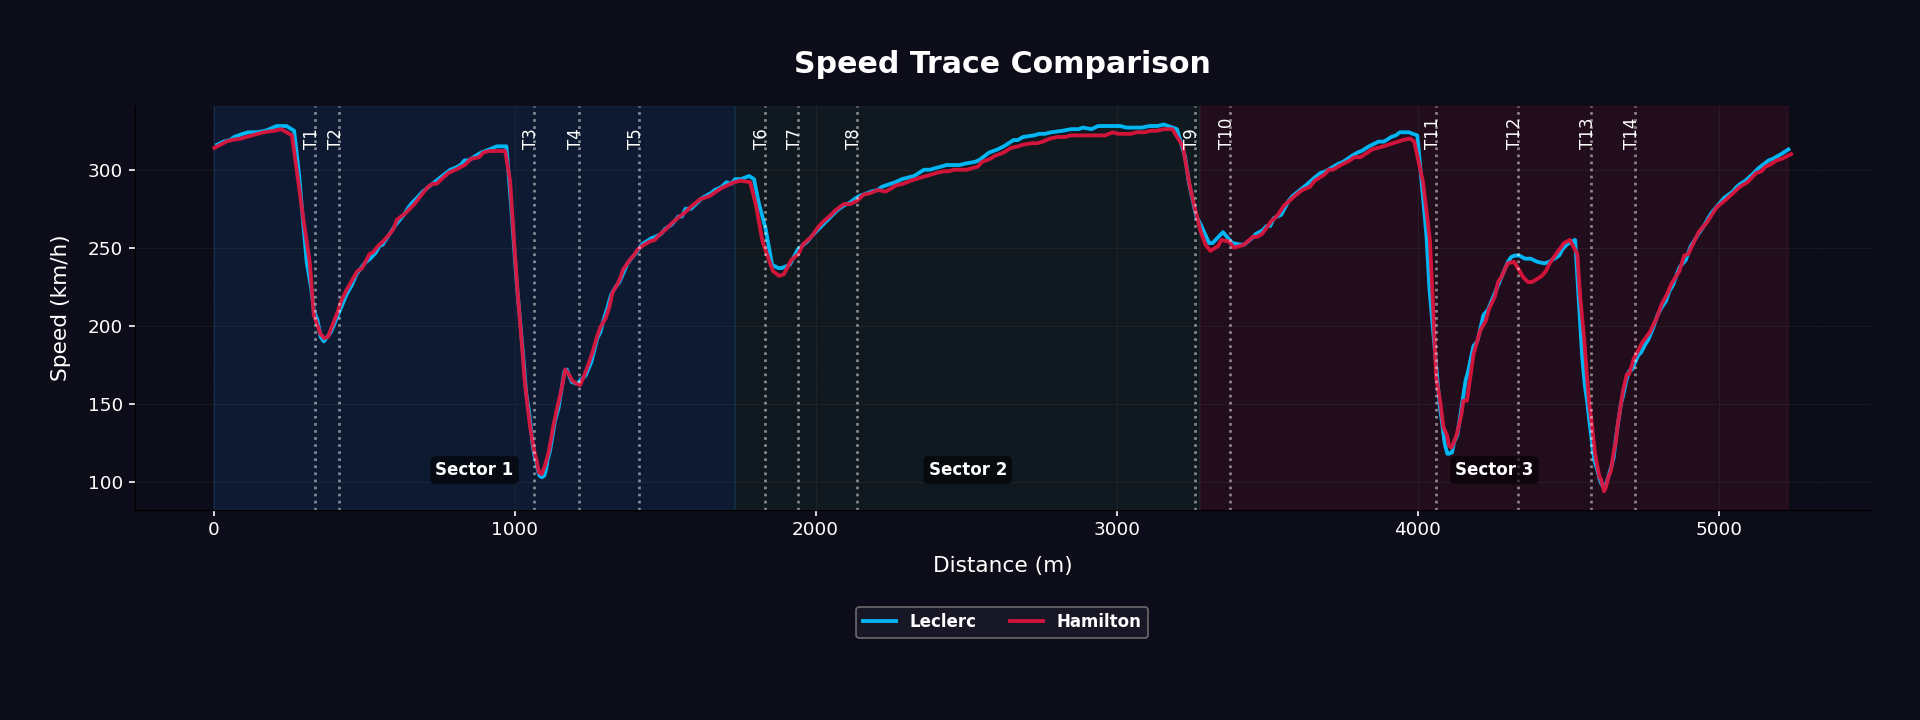 Speed Trace Comparison
Speed (km/h)
300
250
200
150
100
T1
T2
T3
T4
T5
T6
T7
T8
T9
T10
T11
T12
T13
T14
Sector 1
Sector 2
Sector 3
0
1000
2000
3000
4000
5000
Distance (m)
Leclerc
Hamilton